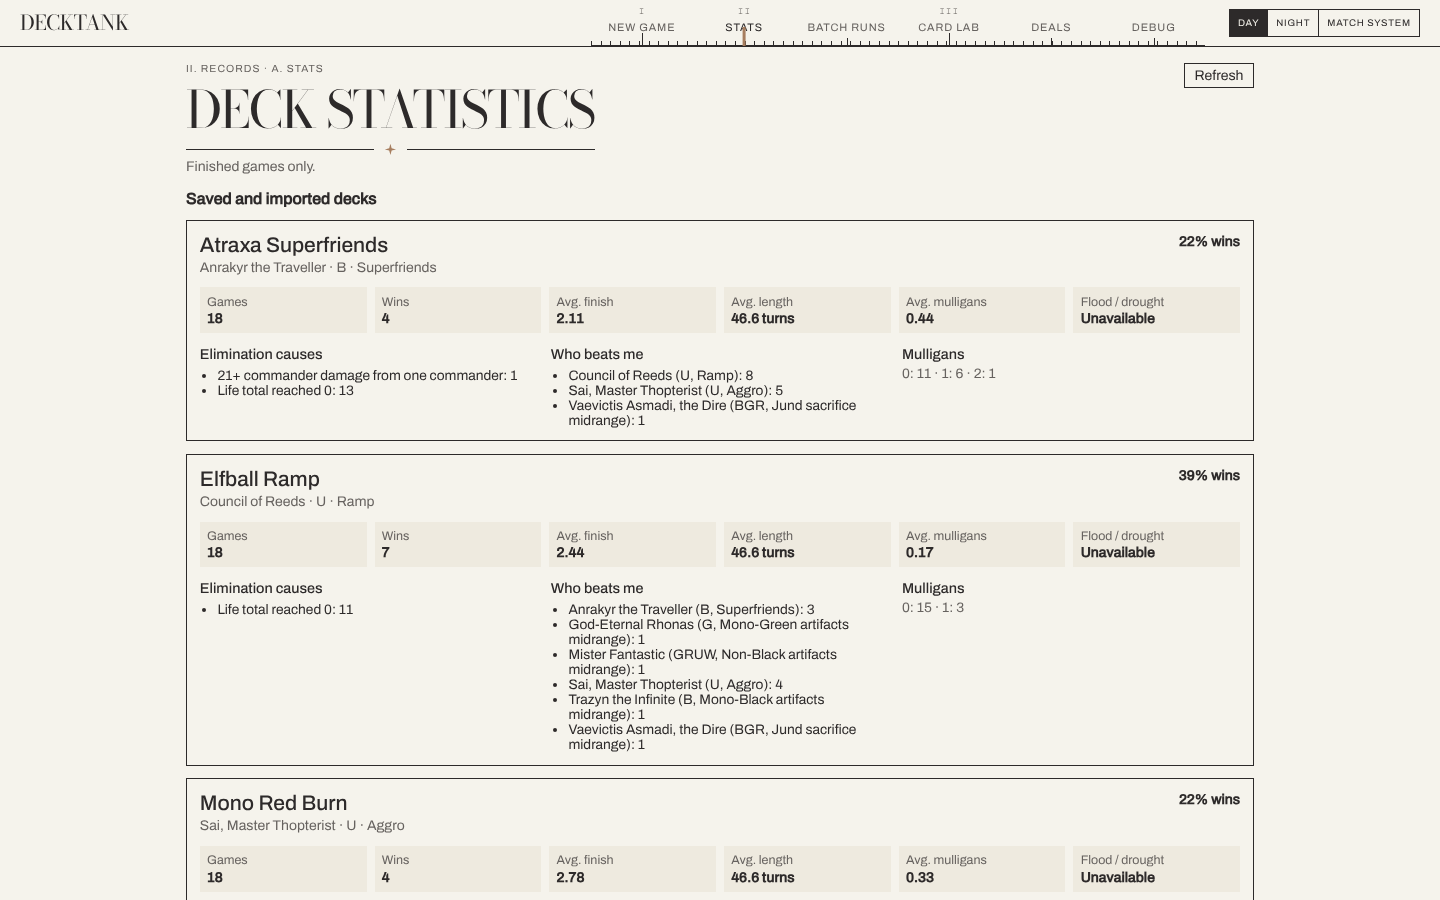 DECKTANK
I
II
III
NEW GAME
STATS
BATCH RUNS
CARD LAB
DEALS
DEBUG
DAY
NIGHT
MATCH SYSTEM
II. RECORDS · A. STATS
Refresh
DECK STATISTICS
Finished games only.
Saved and imported decks
Atraxa Superfriends
22% wins
Anrakyr the Traveller · B · Superfriends
Games
18
Wins
4
Avg. finish
2.11
Avg. length
46.6 turns
Avg. mulligans
0.44
Flood / drought
Unavailable
Elimination causes
• 21+ commander damage from one commander: 1
• Life total reached 0: 13
Who beats me
• Council of Reeds (U, Ramp): 8
• Sai, Master Thopterist (U, Aggro): 5
• Vaevictis Asmadi, the Dire (BGR, Jund sacrifice
midrange): 1
Mulligans
0: 11 · 1: 6 · 2: 1
Elfball Ramp
39% wins
Council of Reeds · U · Ramp
Games
18
Wins
7
Avg. finish
2.44
Avg. length
46.6 turns
Avg. mulligans
0.17
Flood / drought
Unavailable
Elimination causes
• Life total reached 0: 11
Who beats me
• Anrakyr the Traveller (B, Superfriends): 3
• God-Eternal Rhonas (G, Mono-Green artifacts
midrange): 1
• Mister Fantastic (GRUW, Non-Black artifacts
midrange): 1
• Sai, Master Thopterist (U, Aggro): 4
• Trazyn the Infinite (B, Mono-Black artifacts
midrange): 1
• Vaevictis Asmadi, the Dire (BGR, Jund sacrifice
midrange): 1
Mulligans
0: 15 · 1: 3
Mono Red Burn
22% wins
Sai, Master Thopterist · U · Aggro
Games
18
Wins
4
Avg. finish
2.78
Avg. length
46.6 turns
Avg. mulligans
0.33
Flood / drought
Unavailable